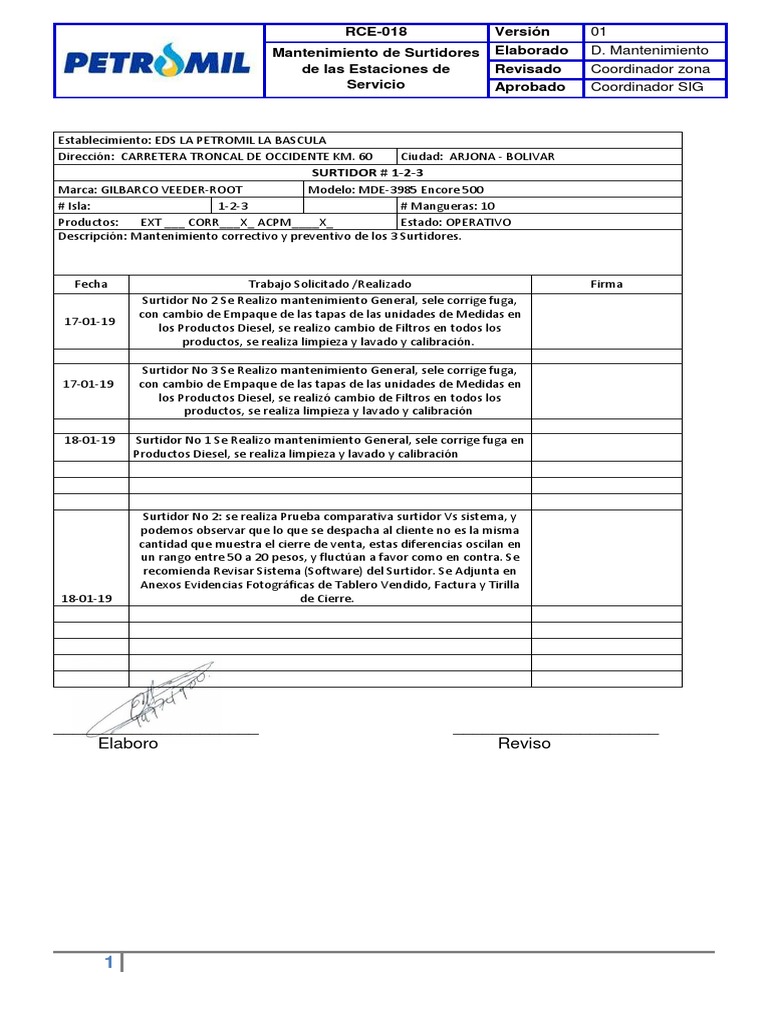 PETROMIL
RCE-018
Mantenimiento de Surtidores
de las Estaciones de
Servicio
Versión 01
Elaborado D. Mantenimiento
Revisado Coordinador zona
Aprobado Coordinador SIG
Establecimiento: EDS LA PETROMIL LA BASCULA
Dirección: CARRETERA TRONCAL DE OCCIDENTE KM. 60 Ciudad: ARJONA - BOLIVAR
SURTIDOR # 1-2-3
Marca: GILBARCO VEEDER-ROOT Modelo: MDE-3985 Encore 500
# Isla: 1-2-3 # Mangueras: 10
Productos: EXT ___ CORR___X_ ACPM____X_ Estado: OPERATIVO
Descripción: Mantenimiento correctivo y preventivo de los 3 Surtidores.
Fecha Trabajo Solicitado /Realizado Firma
17-01-19
Surtidor No 2 Se Realizo mantenimiento General, sele corrige fuga,
con cambio de Empaque de las tapas de las unidades de Medidas en
los Productos Diesel, se realizo cambio de Filtros en todos los
productos, se realiza limpieza y lavado y calibración.
17-01-19
Surtidor No 3 Se Realizo mantenimiento General, sele corrige fuga,
con cambio de Empaque de las tapas de las unidades de Medidas en
los Productos Diesel, se realizó cambio de Filtros en todos los
productos, se realiza limpieza y lavado y calibración
18-01-19 Surtidor No 1 Se Realizo mantenimiento General, sele corrige fuga en
Productos Diesel, se realiza limpieza y lavado y calibración
Surtidor No 2: se realiza Prueba comparativa surtidor Vs sistema, y
podemos observar que lo que se despacha al cliente no es la misma
cantidad que muestra el cierre de venta, estas diferencias oscilan en
un rango entre 50 a 20 pesos, y fluctúan a favor como en contra. Se
recomienda Revisar Sistema (Software) del Surtidor. Se Adjunta en
Anexos Evidencias Fotográficas de Tablero Vendido, Factura y Tirilla
18-01-19 de Cierre.
Elaboro Reviso
1